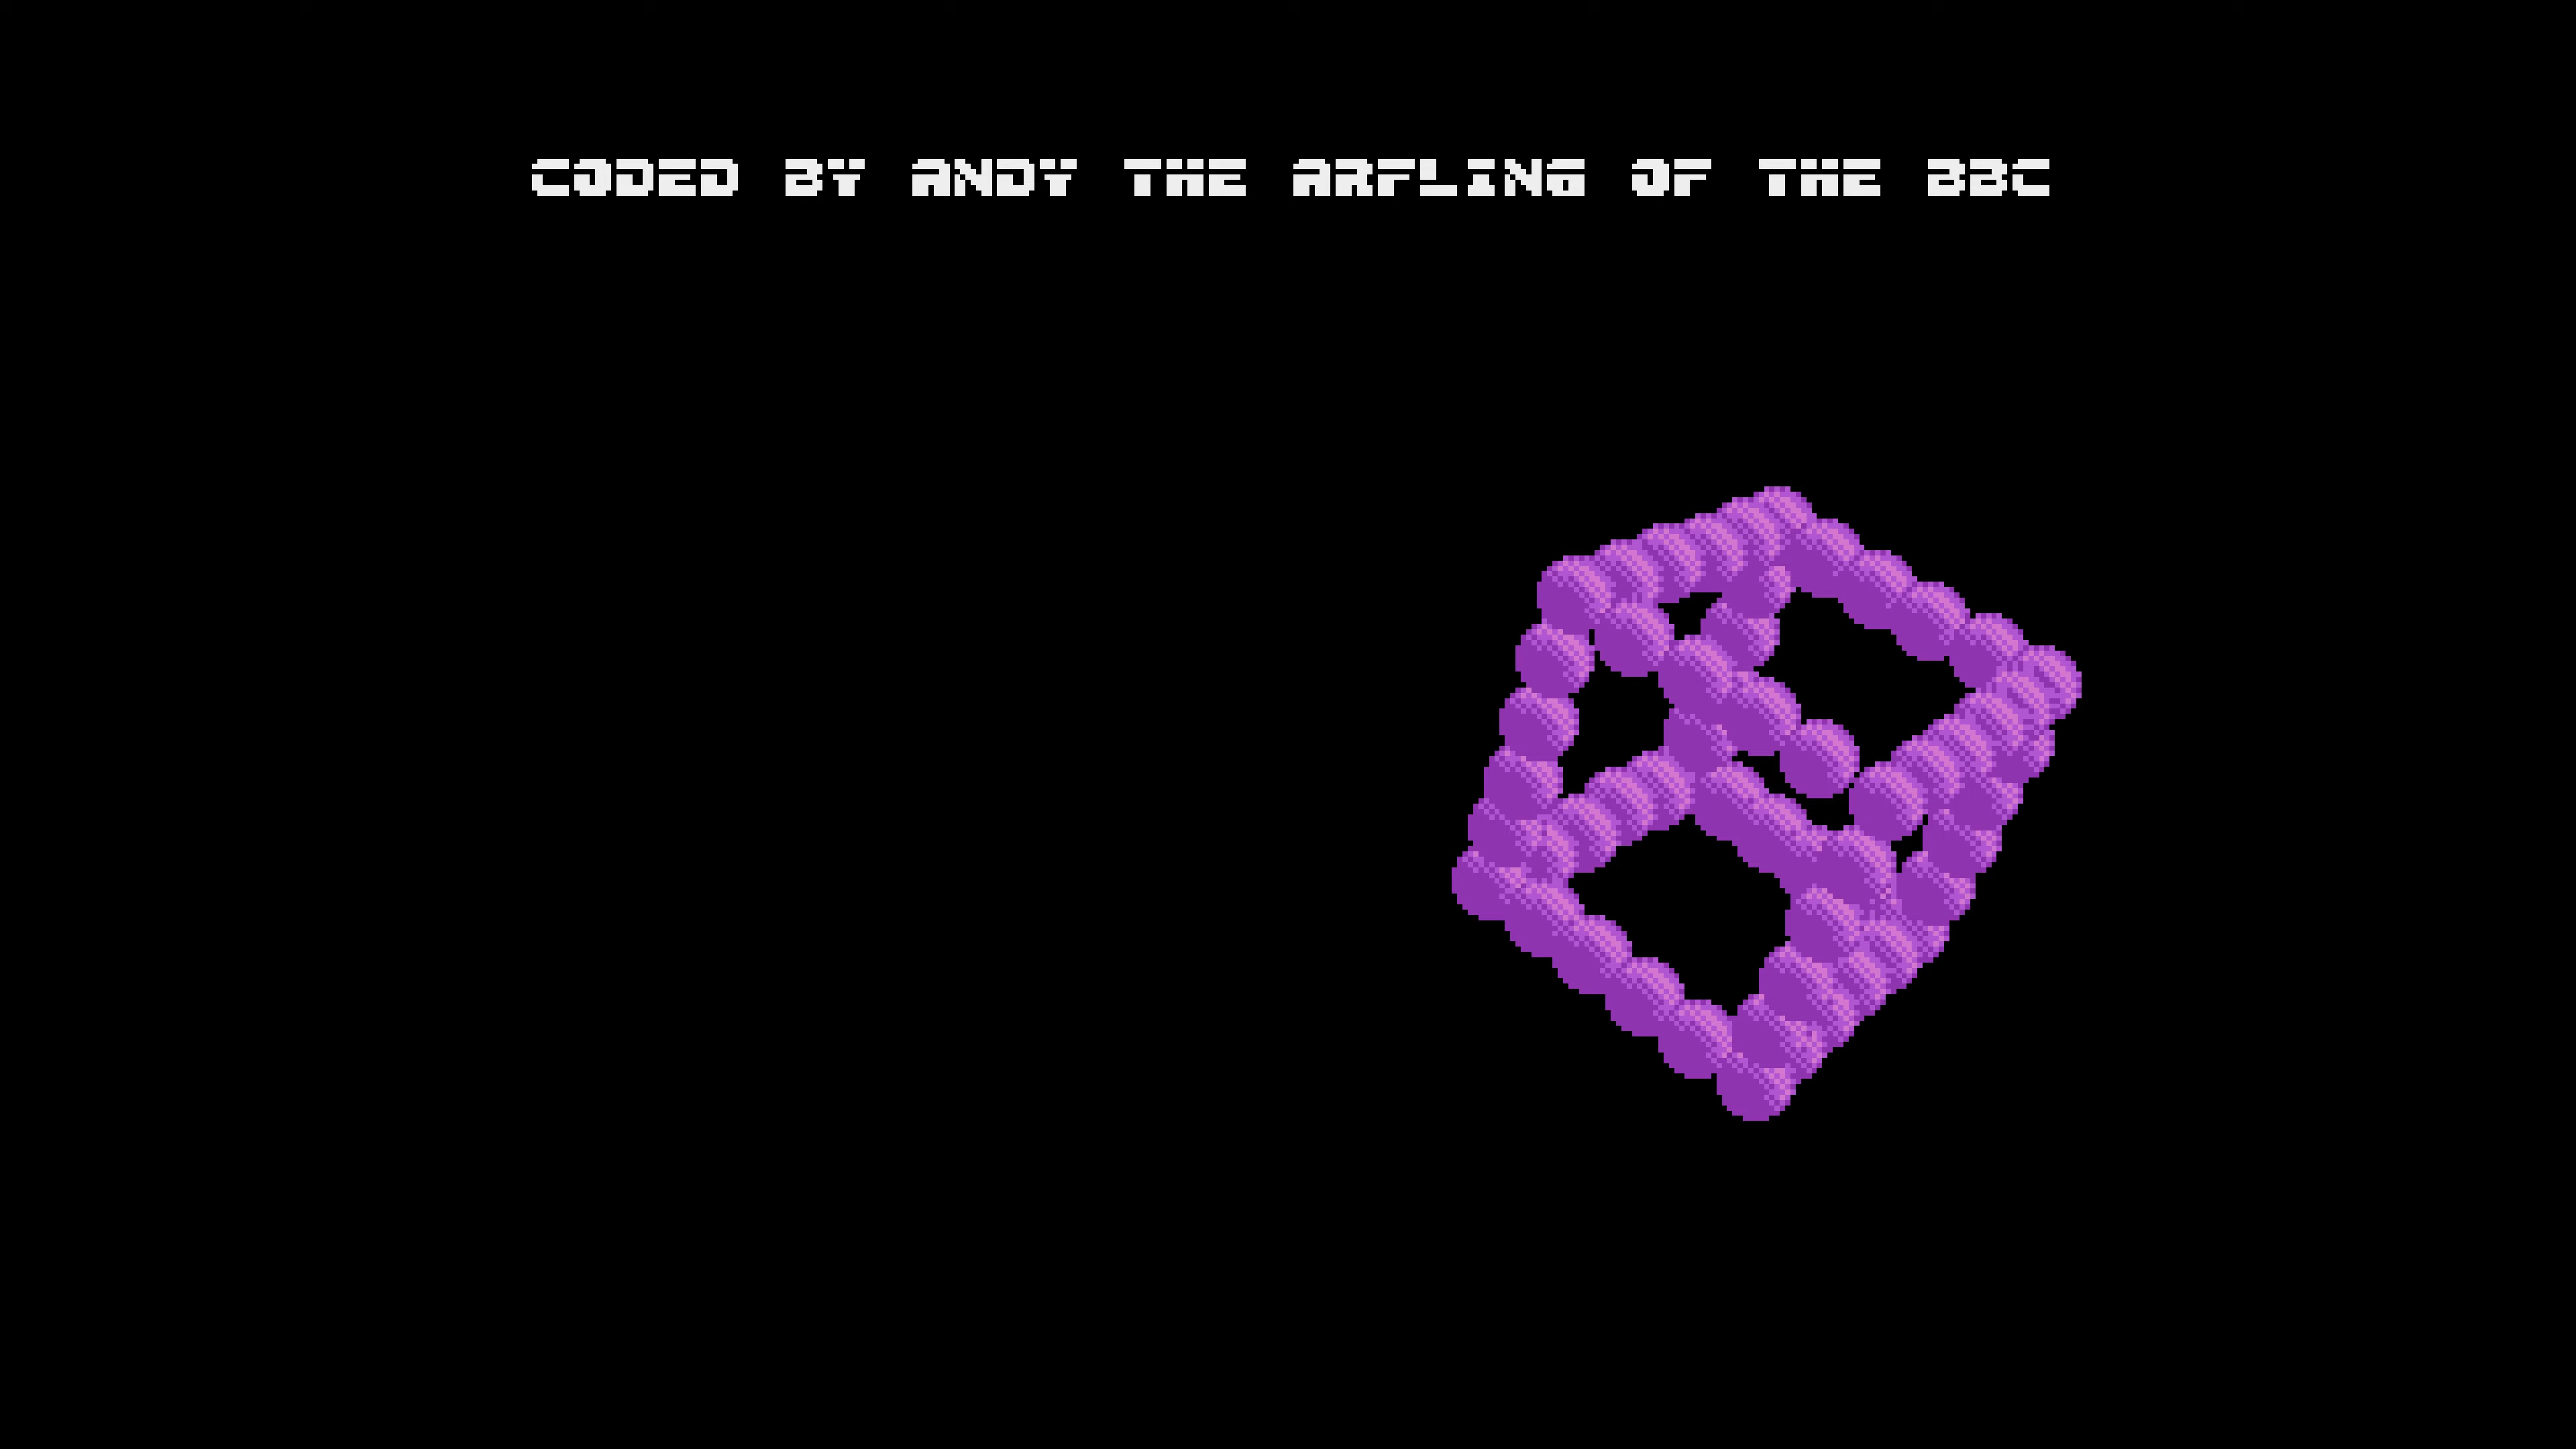 CODED BY ANDY THE ARFLING OF THE BBC